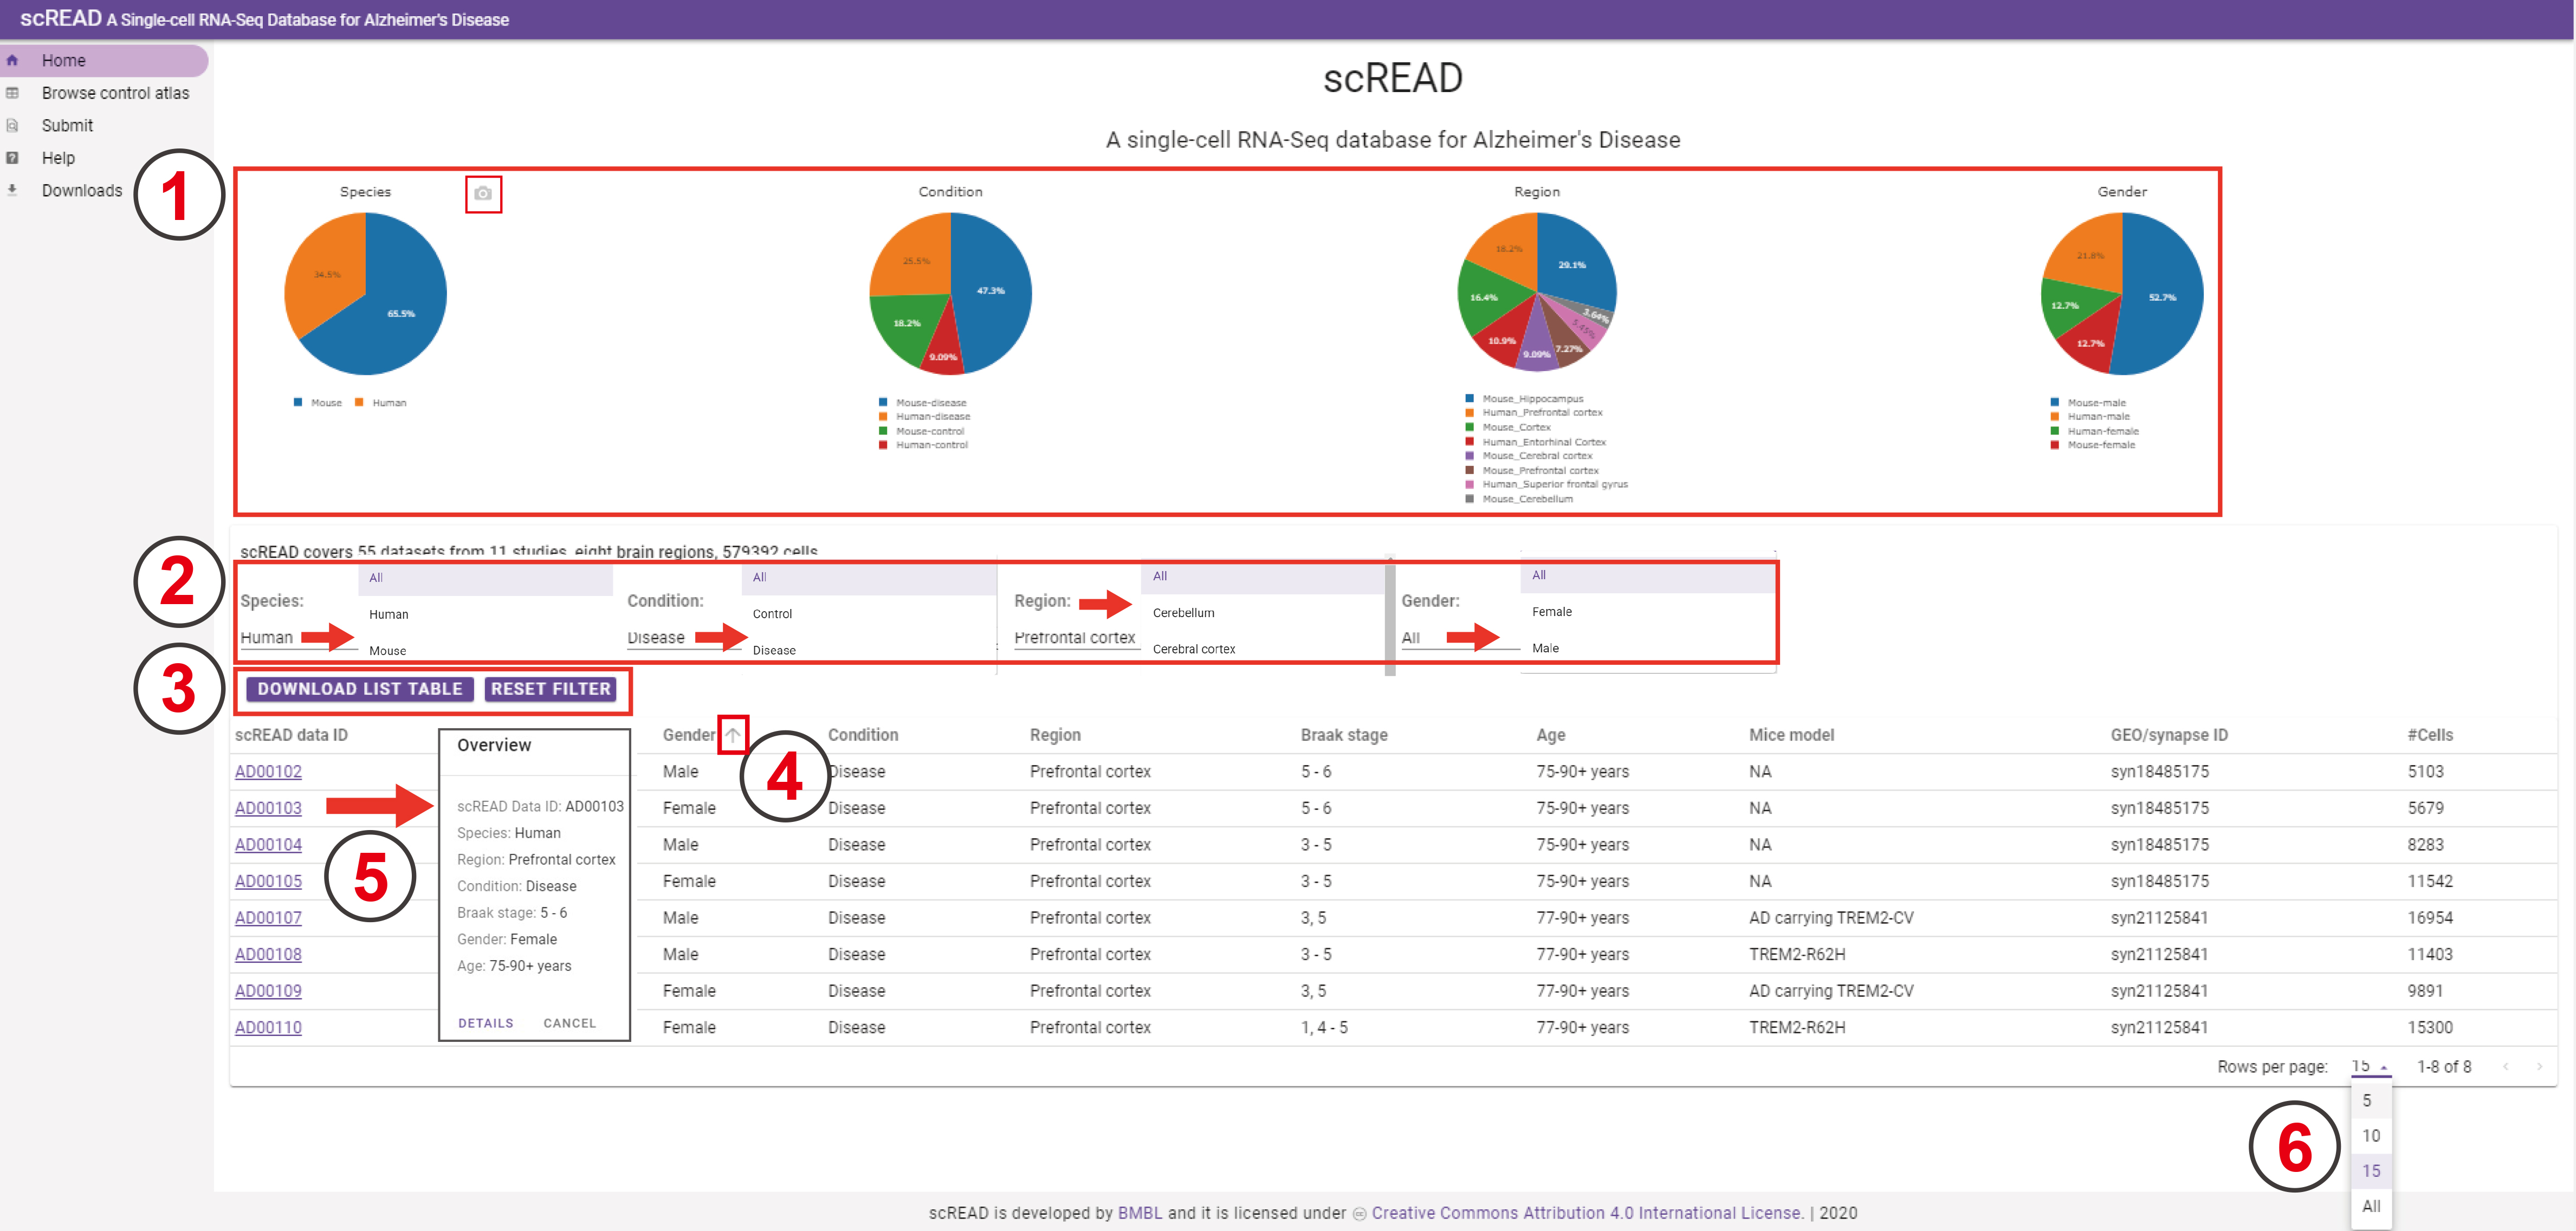 scREAD A Single-cell RNA-Seq Database for Alzheimer's Disease
Home
Browse control atlas
Submit
Help
Downloads
scREAD
A single-cell RNA-Seq database for Alzheimer's Disease
1
Species
34.5%
65.5%
Mouse Human
Condition
25.5%
47.3%
18.2%
9.09%
Mouse-disease
Human-disease
Mouse-control
Human-control
Region
18.2%
29.1%
16.4%
3.64%
5.45%
10.9%
9.09%
7.27%
Mouse_Hippocampus
Human_Prefrontal cortex
Mouse_Cortex
Human_Entorhinal Cortex
Mouse_Cerebral cortex
Mouse_Prefrontal cortex
Human_Superior frontal gyrus
Mouse_Cerebellum
Gender
21.8%
52.7%
12.7%
12.7%
Mouse-male
Human-male
Human-female
Mouse-female
scREAD covers 55 datasets from 11 studies, eight brain regions, 579392 cells
2
Species:
Human
All
Human
Mouse
Condition:
Disease
All
Control
Disease
Region:
Prefrontal cortex
All
Cerebellum
Cerebral cortex
Gender:
All
All
Female
Male
3
DOWNLOAD LIST TABLE RESET FILTER
scREAD data ID Gender Condition Region Braak stage Age Mice model GEO/synapse ID #Cells
4
AD00102 Male Disease Prefrontal cortex 5 - 6 75-90+ years NA syn18485175 5103
AD00103 Female Disease Prefrontal cortex 5 - 6 75-90+ years NA syn18485175 5679
AD00104 Male Disease Prefrontal cortex 3 - 5 75-90+ years NA syn18485175 8283
AD00105 Female Disease Prefrontal cortex 3 - 5 75-90+ years NA syn18485175 11542
AD00107 Male Disease Prefrontal cortex 3, 5 77-90+ years AD carrying TREM2-CV syn21125841 16954
AD00108 Male Disease Prefrontal cortex 3 - 5 77-90+ years TREM2-R62H syn21125841 11403
AD00109 Female Disease Prefrontal cortex 3, 5 77-90+ years AD carrying TREM2-CV syn21125841 9891
AD00110 Female Disease Prefrontal cortex 1, 4 - 5 77-90+ years TREM2-R62H syn21125841 15300
5
Overview
scREAD Data ID: AD00103
Species: Human
Region: Prefrontal cortex
Condition: Disease
Braak stage: 5 - 6
Gender: Female
Age: 75-90+ years
DETAILS CANCEL
Rows per page: 15 1-8 of 8
6
5
10
15
All
scREAD is developed by BMBL and it is licensed under Creative Commons Attribution 4.0 International License. | 2020